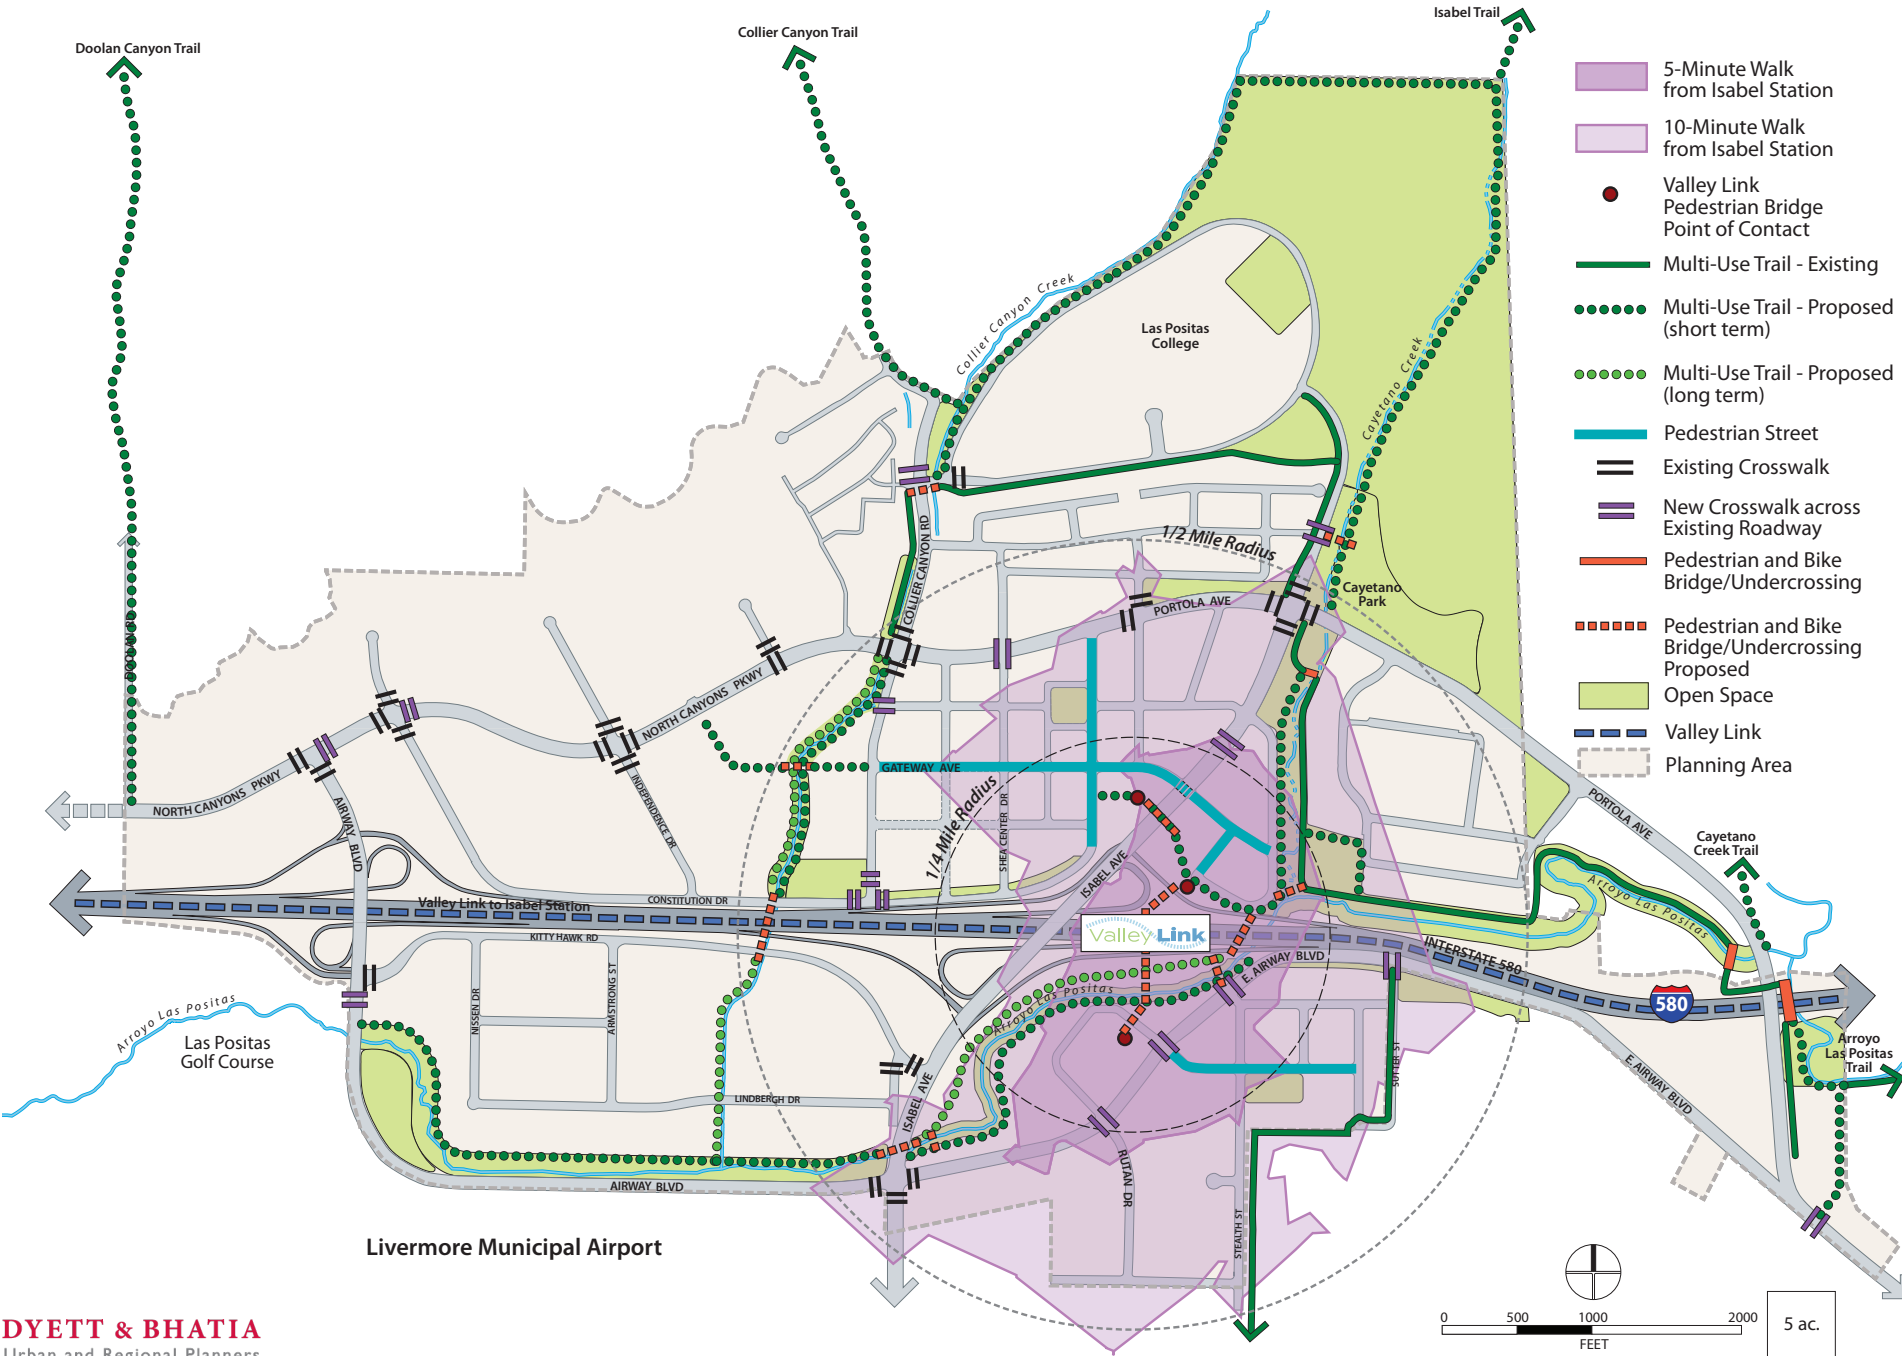 Doolan Canyon Trail
Collier Canyon Trail
Isabel Trail
5-Minute Walk
from Isabel Station
10-Minute Walk
from Isabel Station
Valley Link
Pedestrian Bridge
Point of Contact
Multi-Use Trail - Existing
Multi-Use Trail - Proposed
(short term)
Multi-Use Trail - Proposed
(long term)
Pedestrian Street
Existing Crosswalk
New Crosswalk across
Existing Roadway
Pedestrian and Bike
Bridge/Undercrossing
Pedestrian and Bike
Bridge/Undercrossing
Proposed
Open Space
Valley Link
Planning Area
Collier Canyon Creek
Las Positas
College
Cayetano Creek
COLLIER CANYON RD
1/2 Mile Radius
Cayetano
Park
PORTOLA AVE
DOOLAN RD
NORTH CANYONS PKWY
NORTH CANYONS PKWY
GATEWAY AVE
INDEPENDENCE DR
AIRWAY BLVD
SHEA CENTER DR
1/4 Mile Radius
ISABEL AVE
PORTOLA AVE
Cayetano
Creek Trail
Arroyo Las Positas
Valley Link to Isabel Station
CONSTITUTION DR
KITTY HAWK RD
Valley Link
INTERSTATE 580
E. AIRWAY BLVD
580
NISSEN DR
ARMSTRONG ST
Arroyo Las Positas
Arroyo Las Positas
Las Positas
Golf Course
SUTTER ST
Arroyo
Las Positas
Trail
E AIRWAY BLVD
LINDBERGH DR
ISABEL AVE
RUTAN DR
AIRWAY BLVD
STEALTH ST
Livermore Municipal Airport
0 500 1000 2000
FEET
5 ac.
DYETT & BHATIA
Urban and Regional Planners